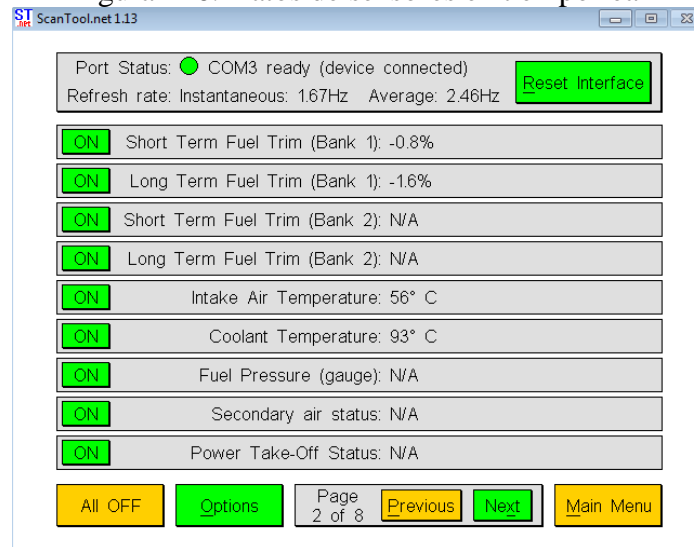 ST .net ScanTool.net 1.13
Port Status: COM3 ready (device connected)
Refresh rate: Instantaneous: 1.67Hz Average: 2.46Hz
Reset Interface
ON Short Term Fuel Trim (Bank 1): -0.8%
ON Long Term Fuel Trim (Bank 1): -1.6%
ON Short Term Fuel Trim (Bank 2): N/A
ON Long Term Fuel Trim (Bank 2): N/A
ON Intake Air Temperature: 56° C
ON Coolant Temperature: 93° C
ON Fuel Pressure (gauge): N/A
ON Secondary air status: N/A
ON Power Take-Off Status: N/A
All OFF Options Page 2 of 8 Previous Next Main Menu